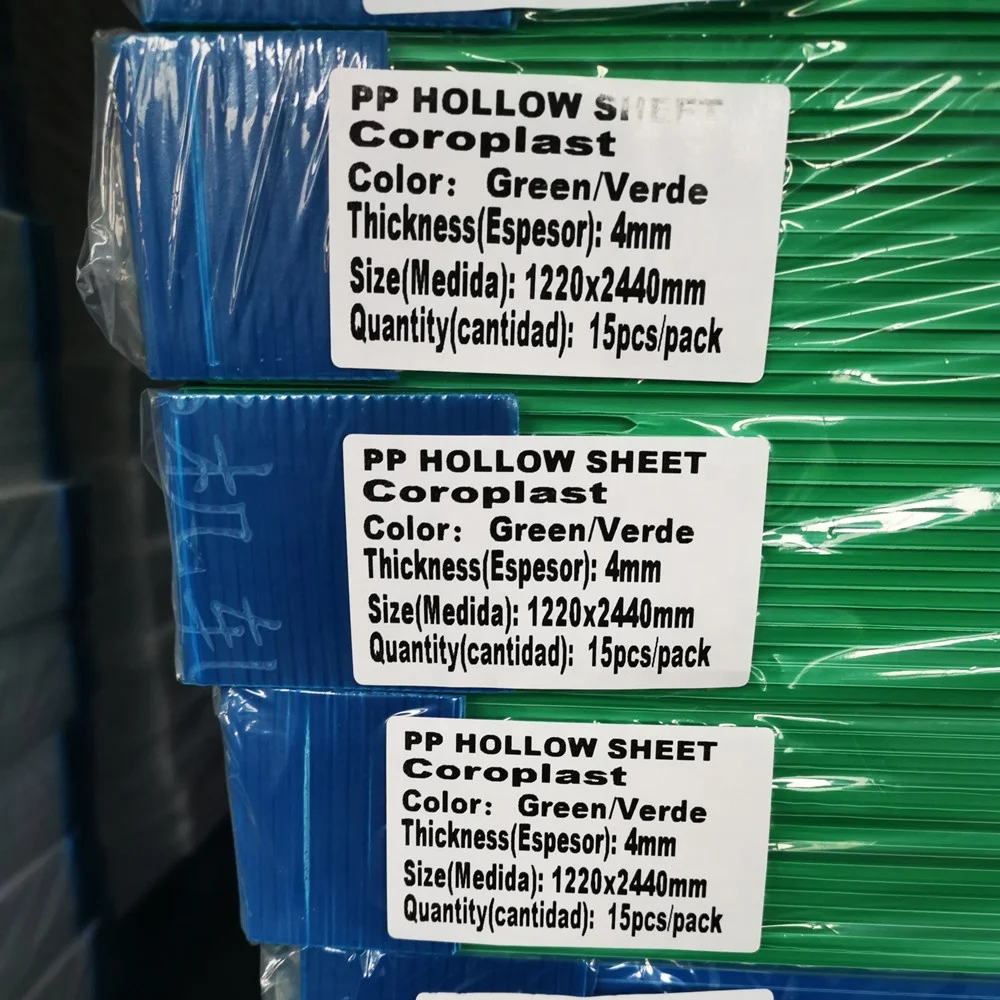 PP HOLLOW SHEET
Coroplast
Color: Green/Verde
Thickness(Espesor): 4mm
Size(Medida): 1220x2440mm
Quantity(cantidad): 15pcs/pack
PP HOLLOW SHEET
Coroplast
Color: Green/Verde
Thickness(Espesor): 4mm
Size(Medida): 1220x2440mm
Quantity(cantidad): 15pcs/pack
PP HOLLOW SHEET
Coroplast
Color: Green/Verde
Thickness(Espesor): 4mm
Size(Medida): 1220x2440mm
Quantity(cantidad): 15pcs/pack